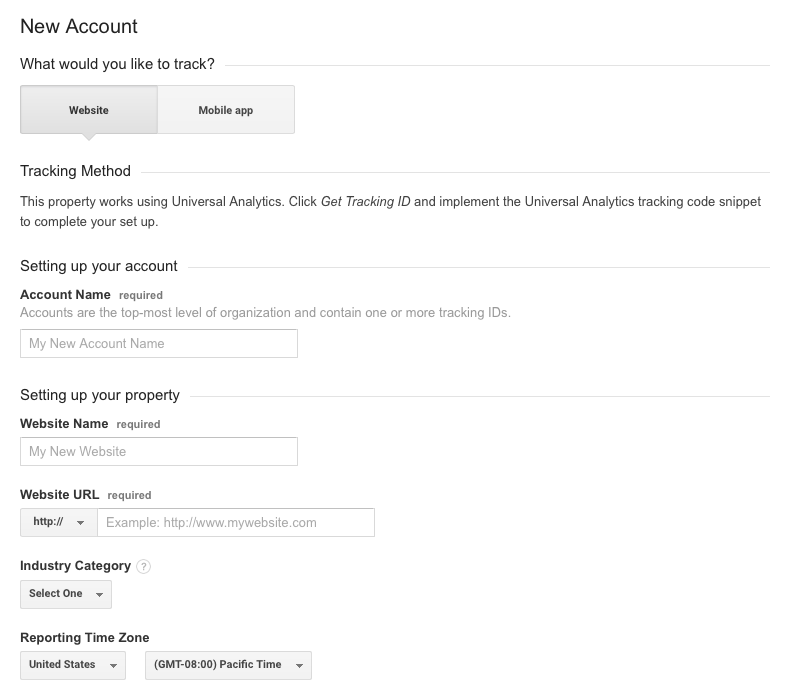 New Account
What would you like to track?
Website Mobile app
Tracking Method
This property works using Universal Analytics. Click Get Tracking ID and implement the Universal Analytics tracking code snippet
to complete your set up.
Setting up your account
Account Name required
Accounts are the top-most level of organization and contain one or more tracking IDs.
My New Account Name
Setting up your property
Website Name required
My New Website
Website URL required
http:// Example: http://www.mywebsite.com
Industry Category ?
Select One
Reporting Time Zone
United States (GMT-08:00) Pacific Time